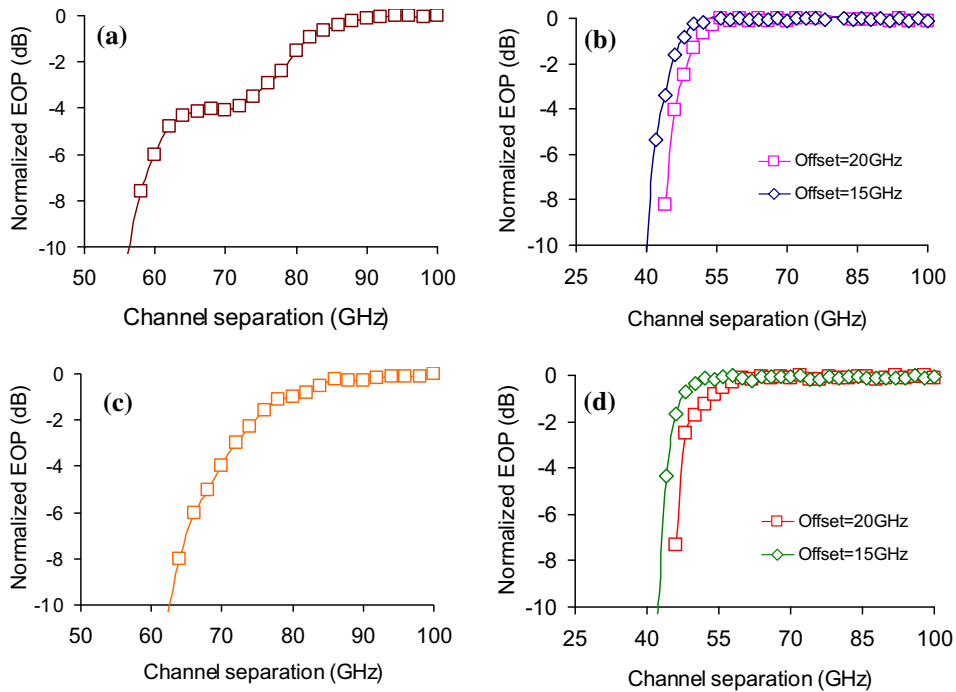 (a)
Normalized EOP (dB)
0
-2
-4
-6
-8
-10
50 60 70 80 90 100
Channel separation (GHz)
(b)
Normalized EOP (dB)
0
-2
-4
-6
-8
-10
Offset=20GHz
Offset=15GHz
25 40 55 70 85 100
Channel separation (GHz)
(c)
Normalized EOP (dB)
0
-2
-4
-6
-8
-10
50 60 70 80 90 100
Channel separation (GHz)
(d)
Normalized EOP (dB)
0
-2
-4
-6
-8
-10
Offset=20GHz
Offset=15GHz
25 40 55 70 85 100
Channel separation (GHz)